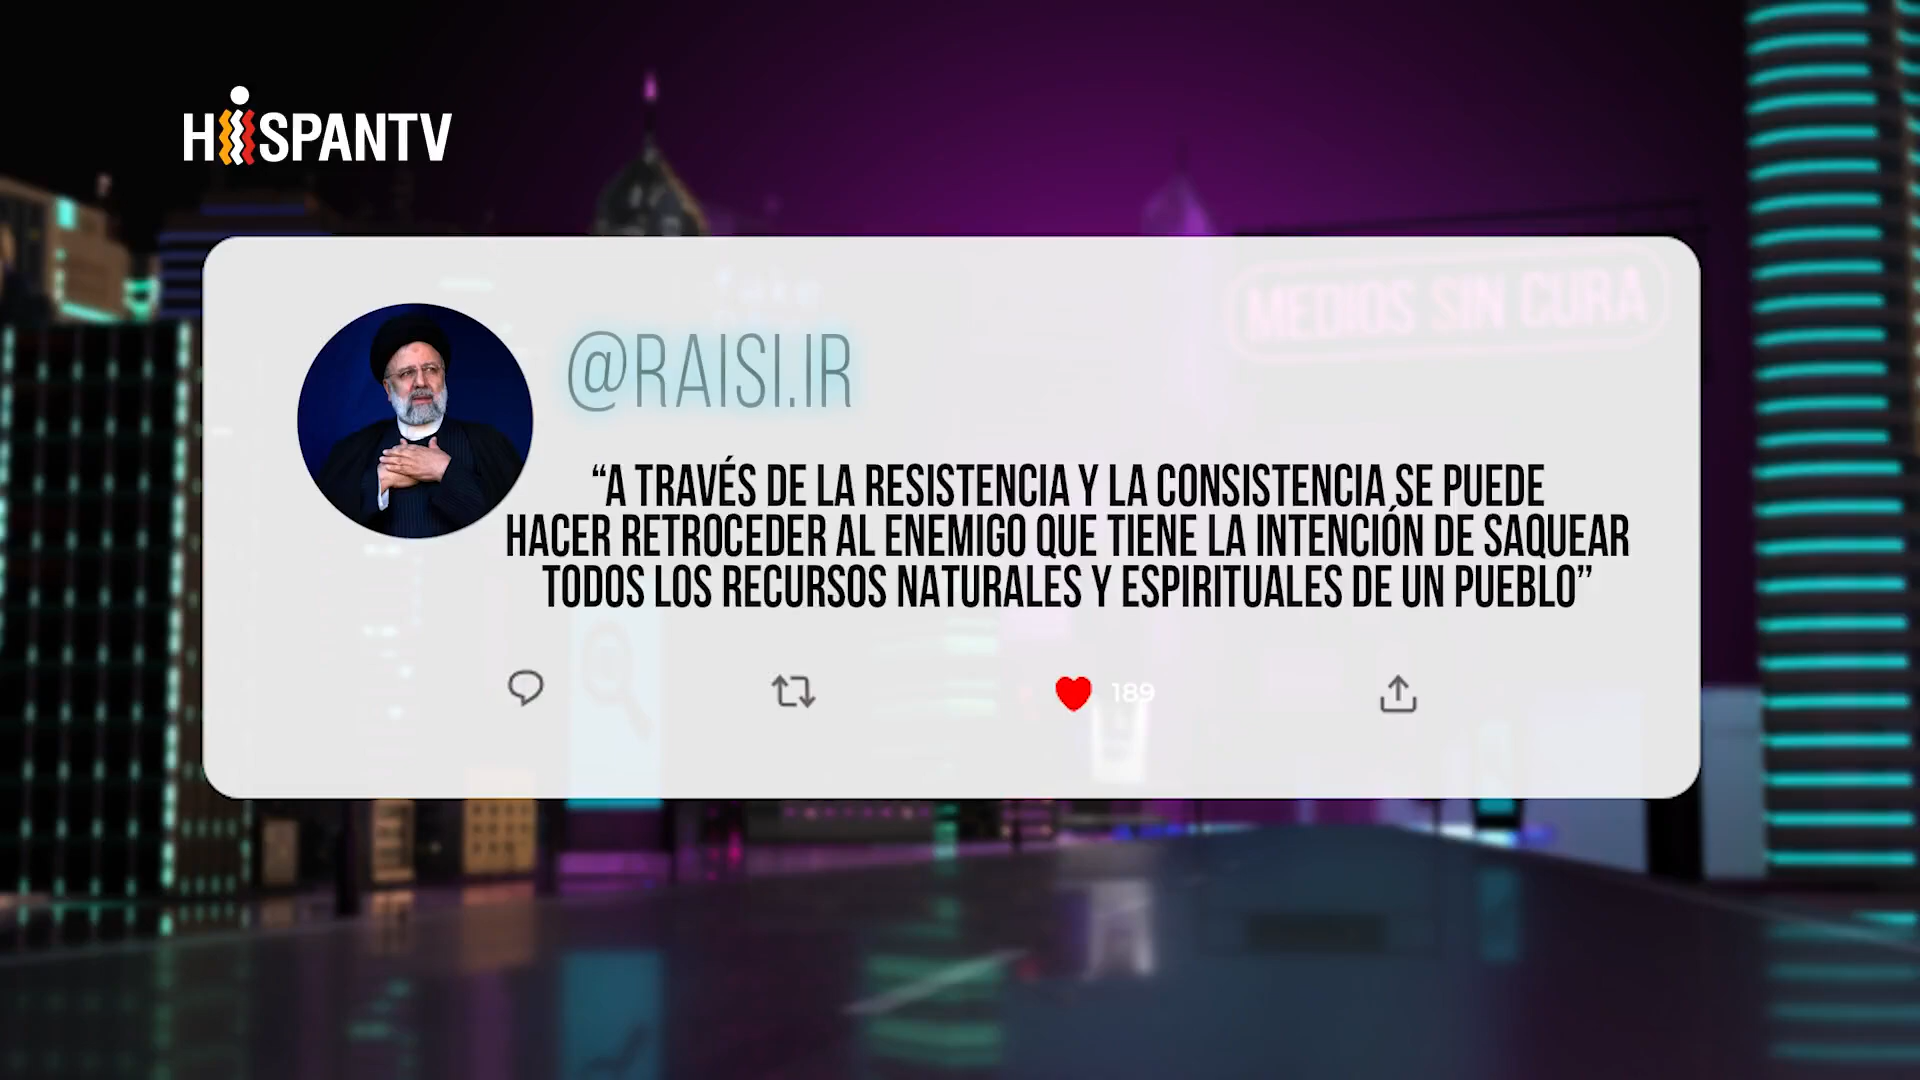 HISPANTV
MEDIOS SIN CURA
@RAISI.IR
“A TRAVÉS DE LA RESISTENCIA Y LA CONSISTENCIA SE PUEDE
HACER RETROCEDER AL ENEMIGO QUE TIENE LA INTENCIÓN DE SAQUEAR
TODOS LOS RECURSOS NATURALES Y ESPIRITUALES DE UN PUEBLO”
189